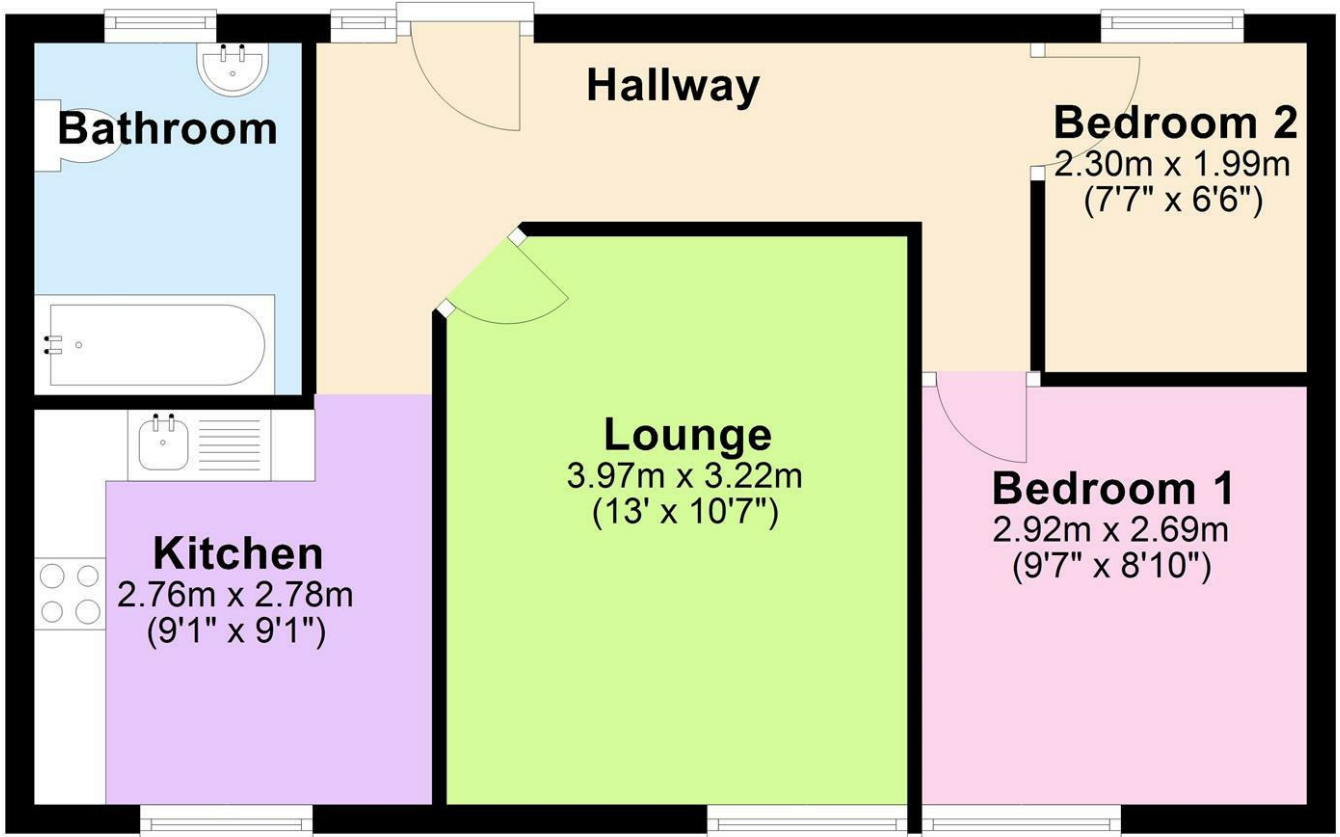 Hallway
Bathroom
Bedroom 2
2.30m x 1.99m
(7'7" x 6'6")
Lounge
3.97m x 3.22m
(13' x 10'7")
Bedroom 1
2.92m x 2.69m
(9'7" x 8'10")
Kitchen
2.76m x 2.78m
(9'1" x 9'1")